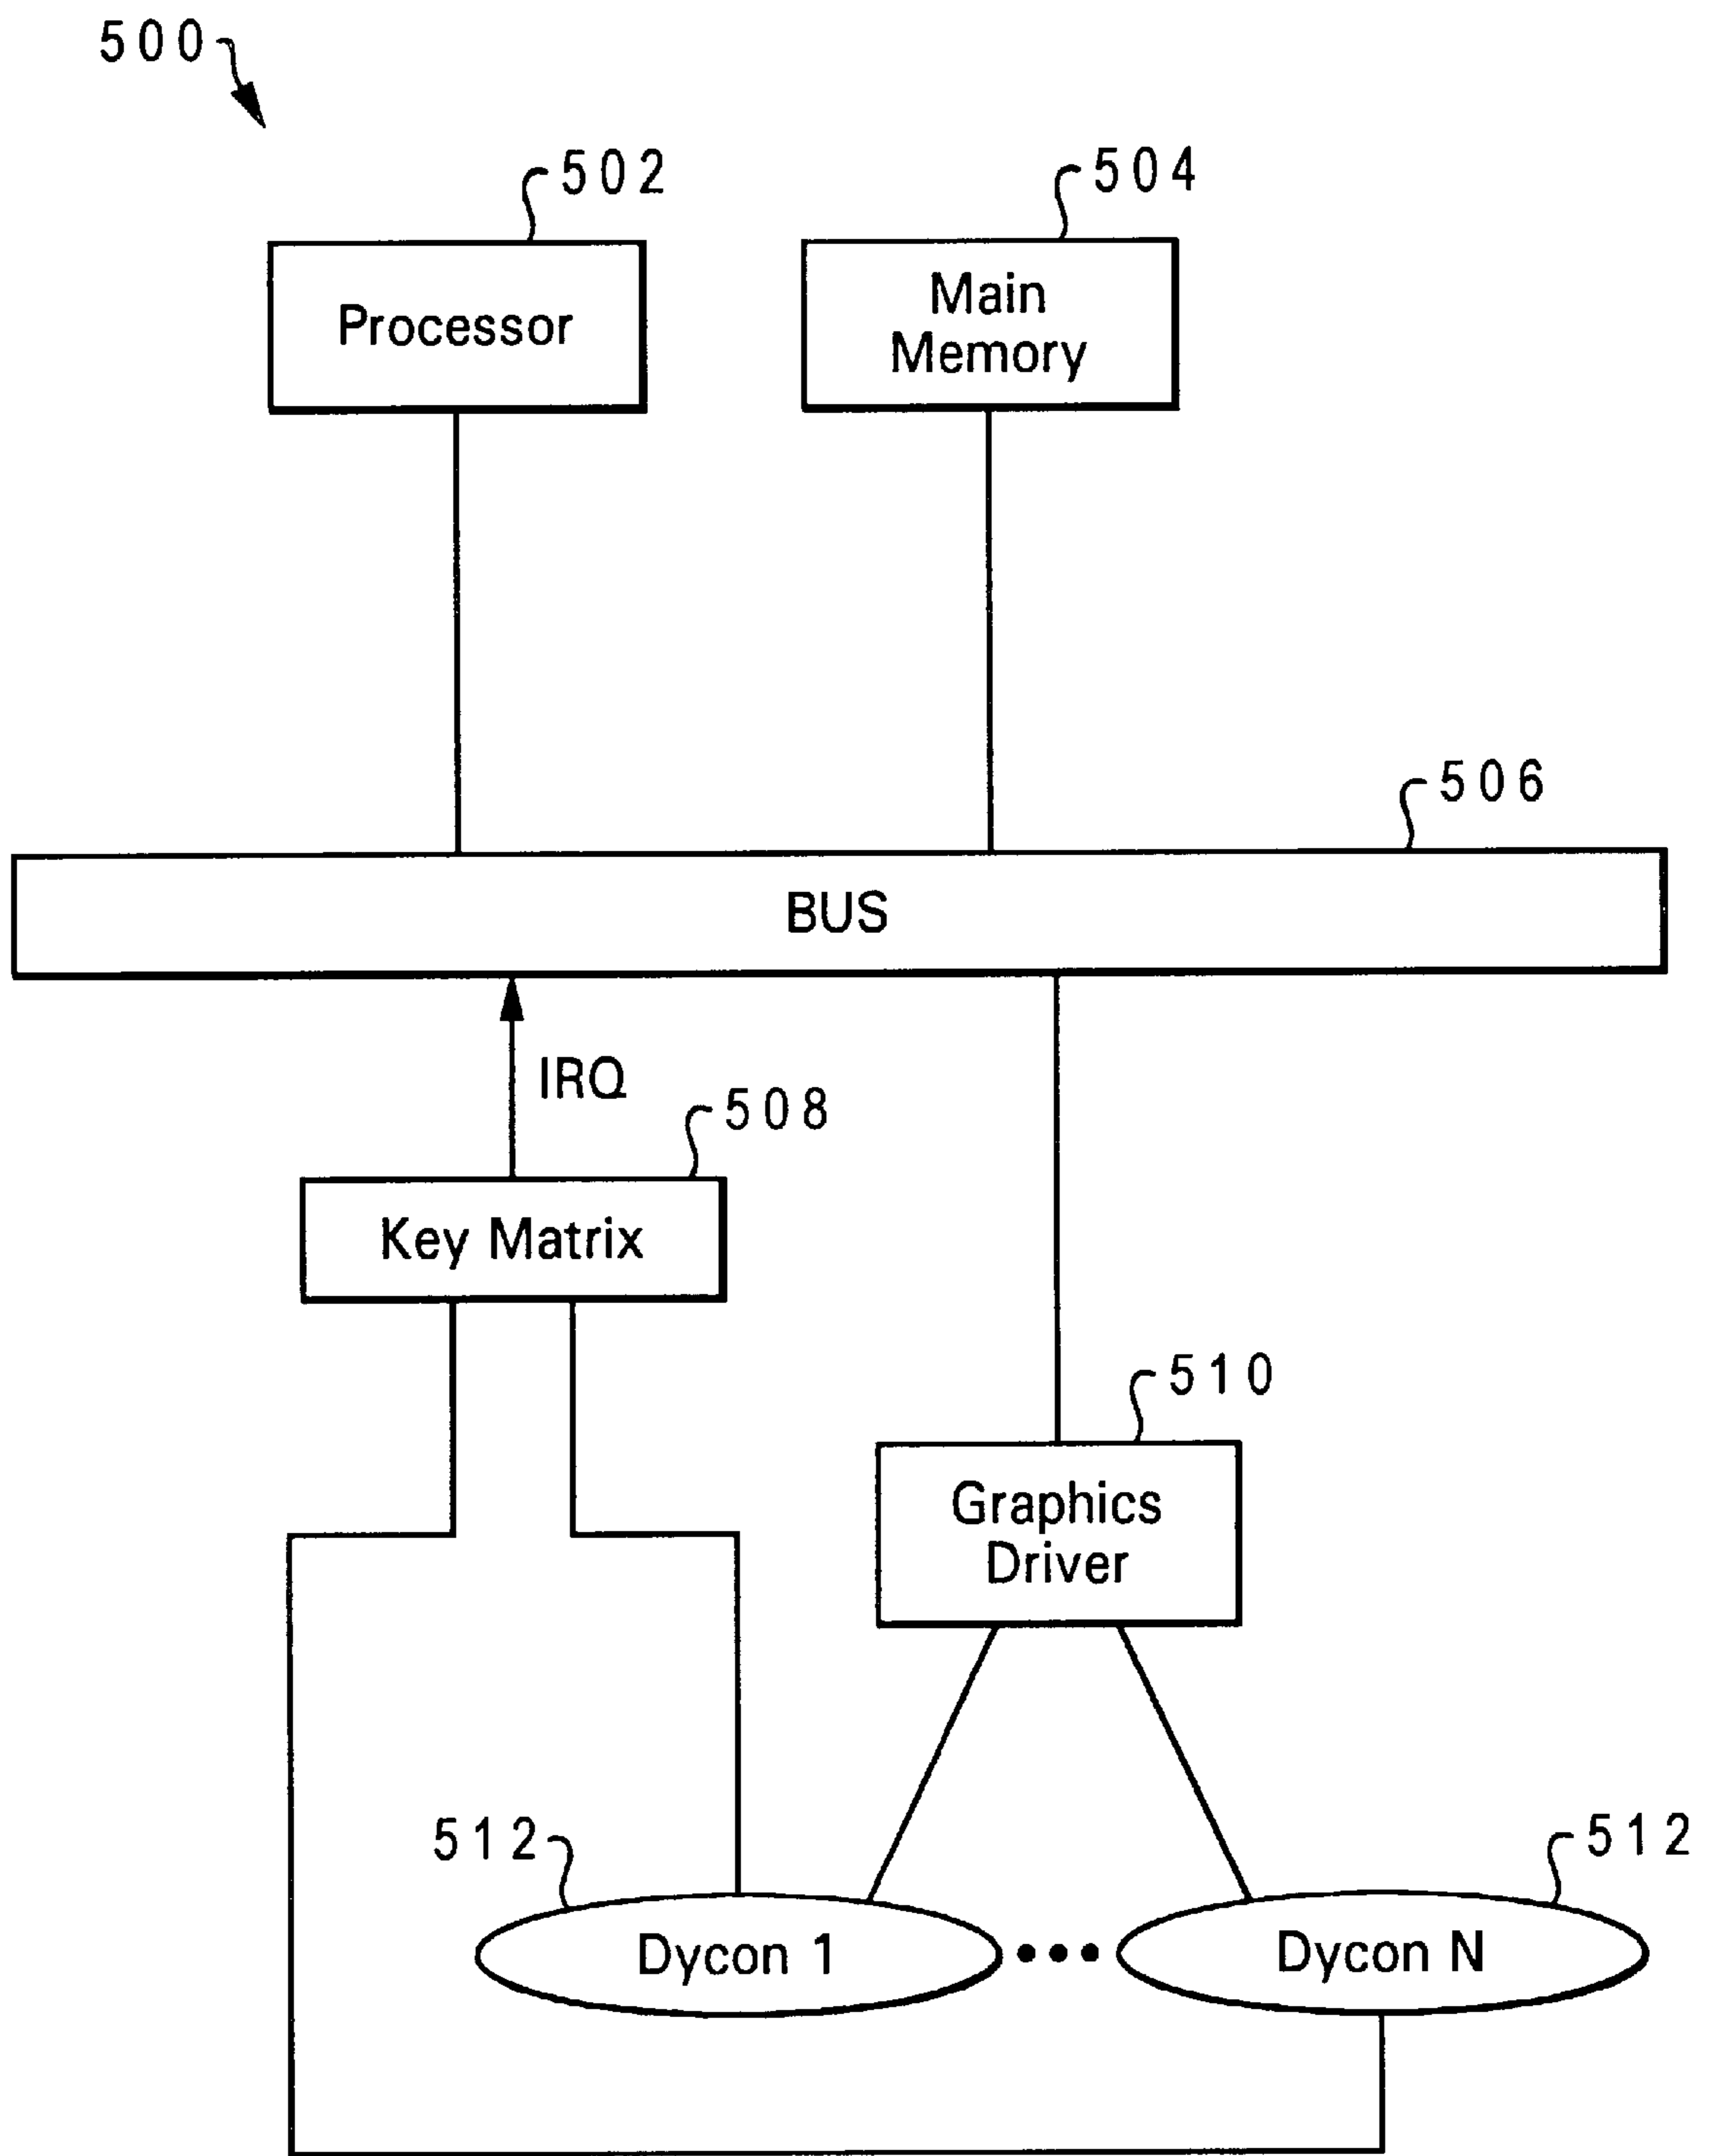 500
502
504
Processor
Main
Memory
506
BUS
IRQ
508
Key Matrix
510
Graphics
Driver
512
512
Dycon 1
Dycon N